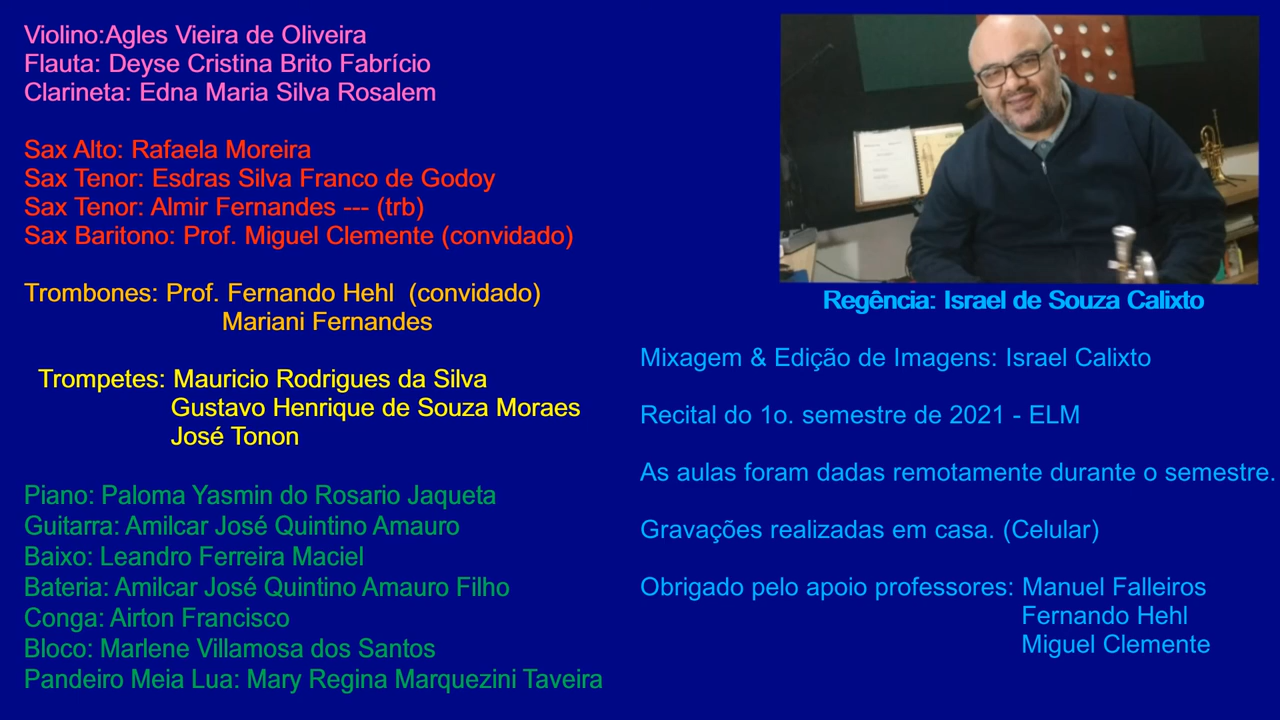 Violino:Agles Vieira de Oliveira
Flauta: Deyse Cristina Brito Fabrício
Clarineta: Edna Maria Silva Rosalem
Sax Alto: Rafaela Moreira
Sax Tenor: Esdras Silva Franco de Godoy
Sax Tenor: Almir Fernandes --- (trb)
Sax Baritono: Prof. Miguel Clemente (convidado)
Trombones: Prof. Fernando Hehl (convidado)
Mariani Fernandes
Trompetes: Mauricio Rodrigues da Silva
Gustavo Henrique de Souza Moraes
José Tonon
Piano: Paloma Yasmin do Rosario Jaqueta
Guitarra: Amilcar José Quintino Amauro
Baixo: Leandro Ferreira Maciel
Bateria: Amilcar José Quintino Amauro Filho
Conga: Airton Francisco
Bloco: Marlene Villamosa dos Santos
Pandeiro Meia Lua: Mary Regina Marquezini Taveira
Regência: Israel de Souza Calixto
Mixagem & Edição de Imagens: Israel Calixto
Recital do 1o. semestre de 2021 - ELM
As aulas foram dadas remotamente durante o semestre.
Gravações realizadas em casa. (Celular)
Obrigado pelo apoio professores: Manuel Falleiros
Fernando Hehl
Miguel Clemente